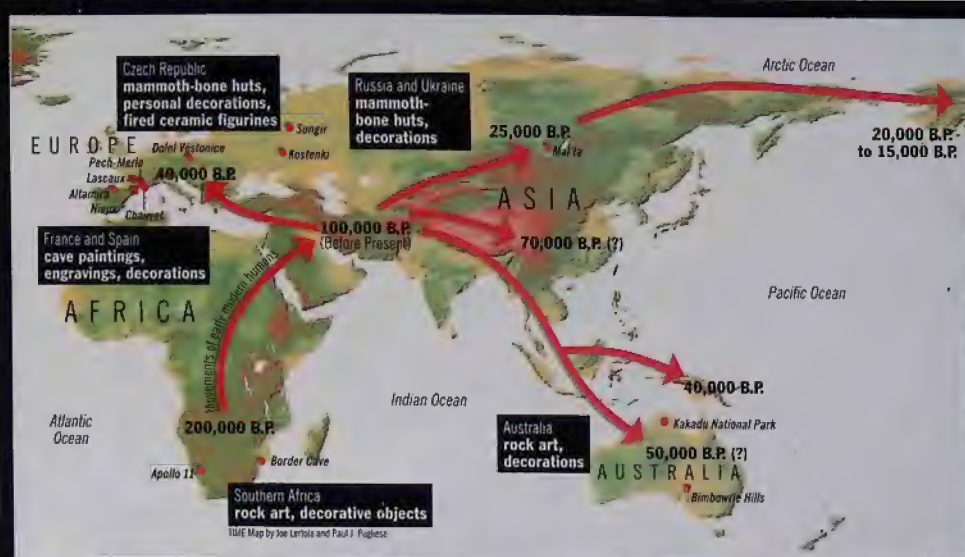 Arctic Ocean
Czech Republic
mammoth-bone huts,
personal decorations,
fired ceramic figurines
Russia and Ukraine
mammoth-
bone huts,
decorations
25,000 B.P.
Mal'ta
20,000 B.P.-
to 15,000 B.P.
EUROPE
Sungir
Dolni Vestonice
Kostenki
Pech-Merle
Lascaux
40,000 B.P.
Altamira
Niaux
Chauvet
ASIA
100,000 B.P.
(Before Present)
70,000 B.P. (?)
France and Spain
cave paintings,
engravings, decorations
AFRICA
Movements of early modern humans
Pacific Ocean
Indian Ocean
40,000 B.P.
Atlantic
Ocean
200,000 B.P.
Australia
rock art,
decorations
Kakadu National Park
50,000 B.P. (?)
AUSTRALIA
Bimbowrie Hills
Apollo 11
Border Cave
Southern Africa
rock art, decorative objects
TIME Map by Joe Lertola and Paul J. Pugliese